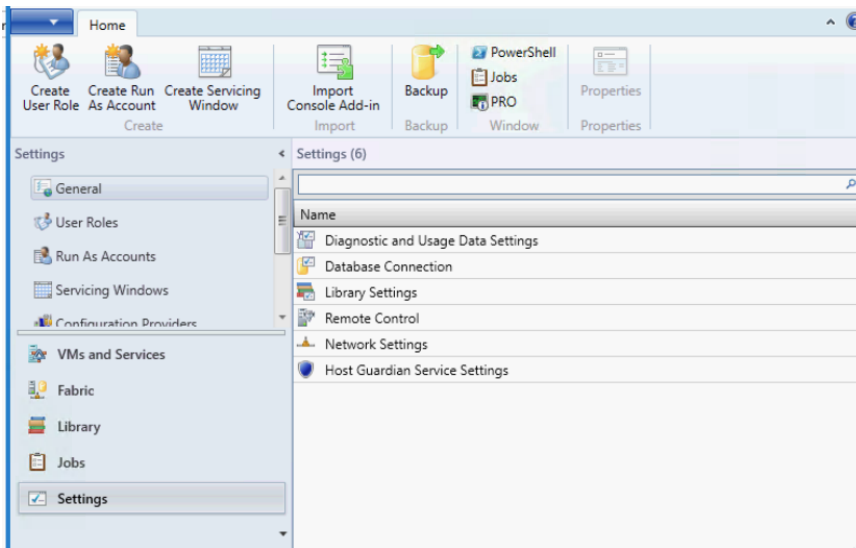 Home
Create User Role
Create Run As Account
Create Servicing Window
Create
Import Console Add-in
Import
Backup
Backup
PowerShell
Jobs
PRO
Window
Properties
Properties
Settings
General
User Roles
Run As Accounts
Servicing Windows
Configuration Providers
VMs and Services
Fabric
Library
Jobs
Settings
Settings (6)
Name
Diagnostic and Usage Data Settings
Database Connection
Library Settings
Remote Control
Network Settings
Host Guardian Service Settings